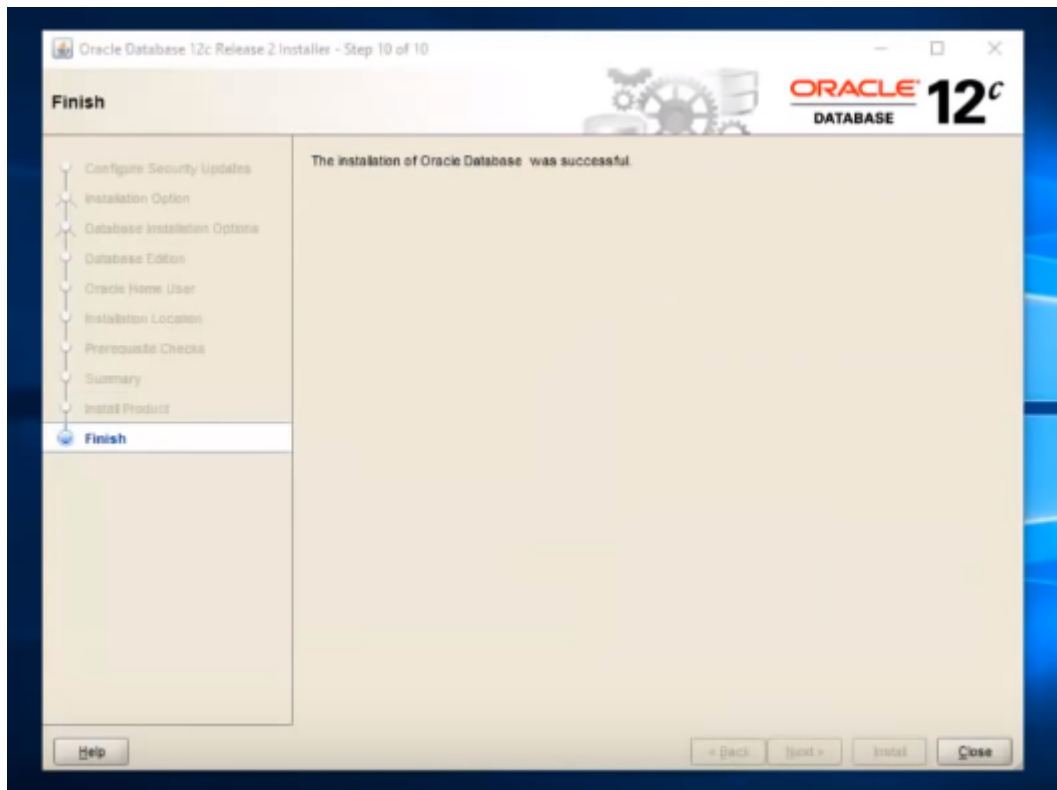 Oracle Database 12c Release 2 Installer - Step 10 of 10
Finish
ORACLE
DATABASE
12c
Configure Security Updates
Installation Option
Database Installation Options
Database Edition
Oracle Home User
Installation Location
Prerequisite Checks
Summary
Install Product
Finish
The installation of Oracle Database was successful.
Help
< Back
Next >
Install
Close